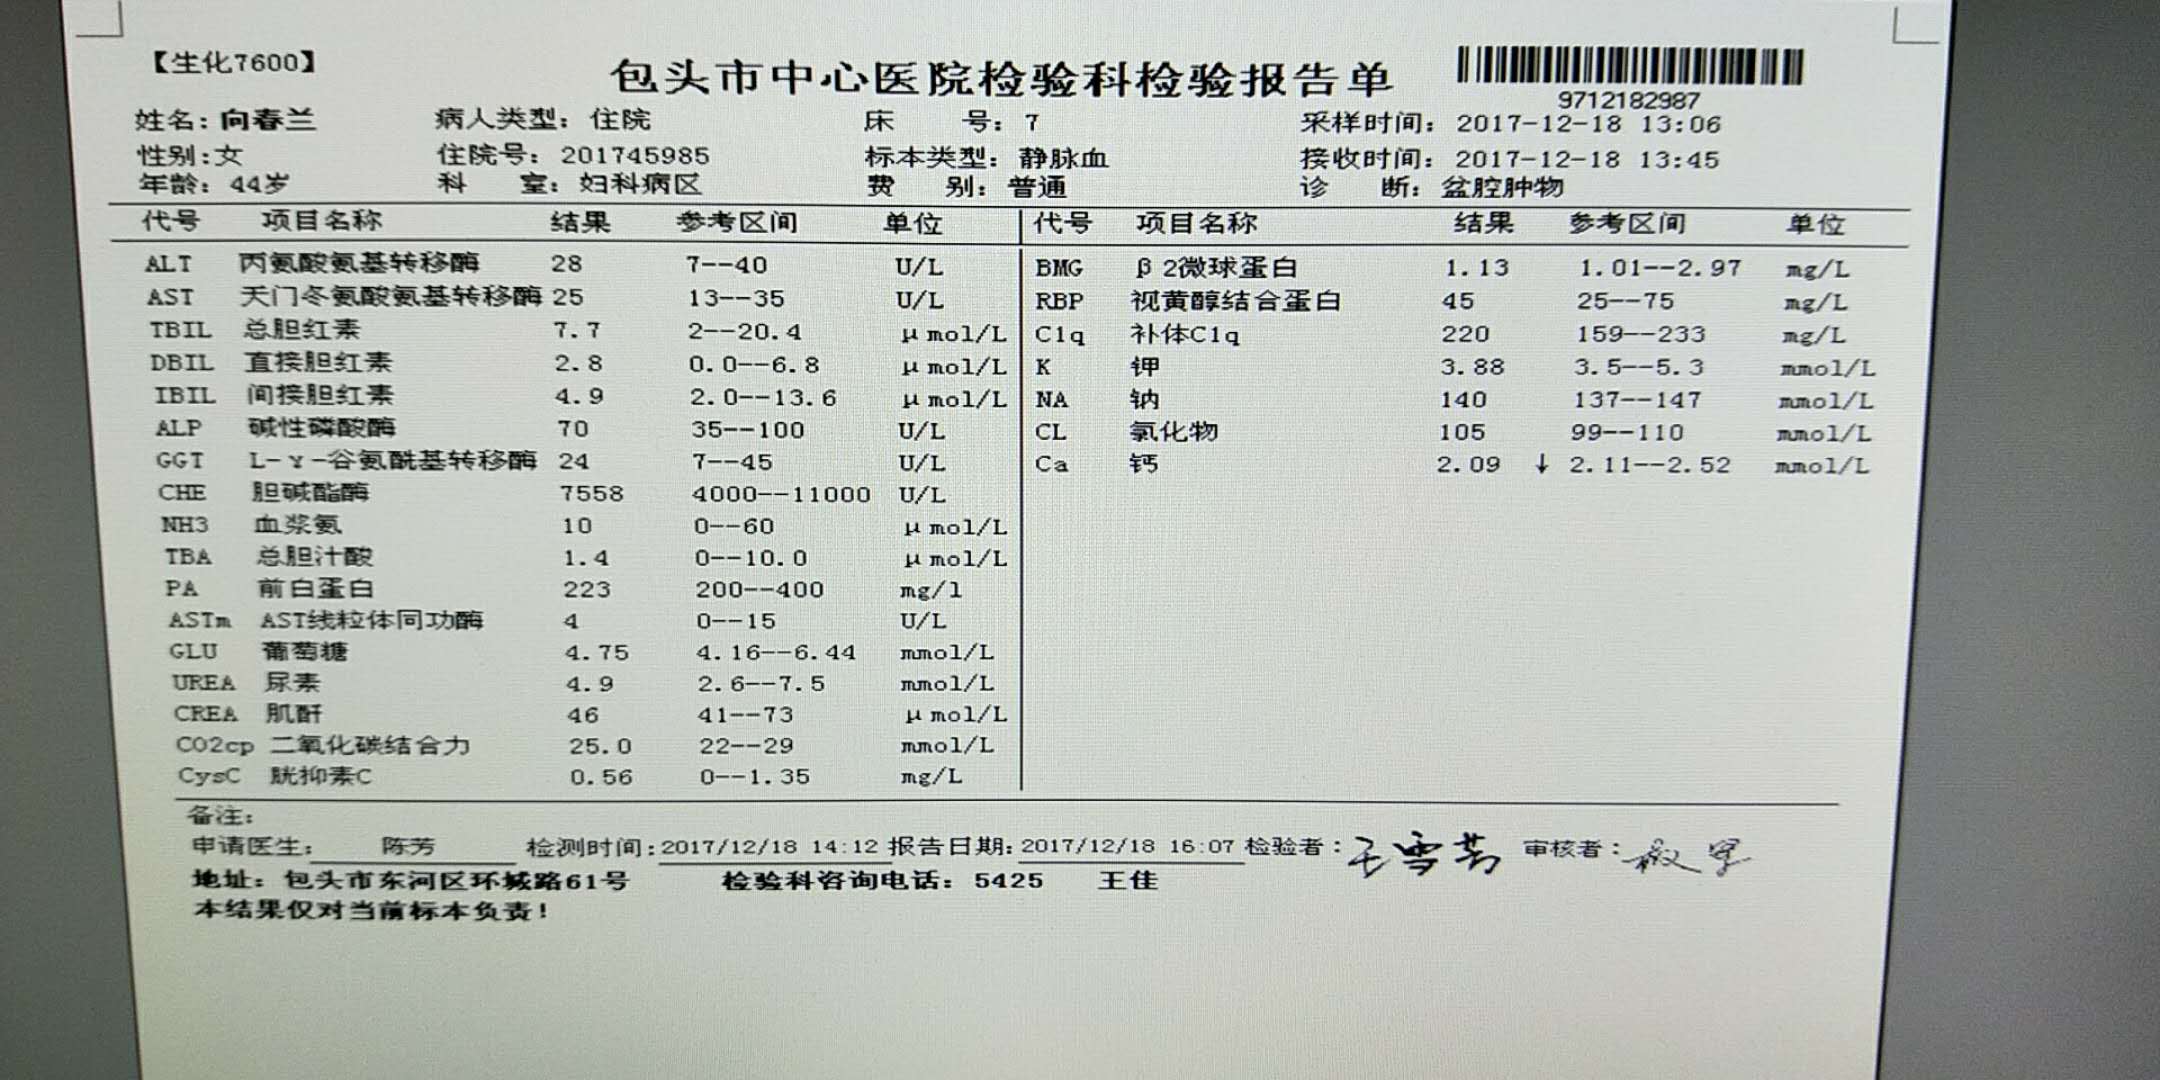 【生化7600】
包头市中心医院检验科检验报告单
9712182987
姓名：向春兰 病人类型：住院 床 号：7 采样时间：2017-12-18 13:06
性别：女 住院号：201745985 标本类型：静脉血 接收时间：2017-12-18 13:45
年龄：44岁 科 室：妇科病区 费 别：普通 诊 断：盆腔肿物
代号 项目名称 结果 参考区间 单位 代号 项目名称 结果 参考区间 单位
ALT 丙氨酸氨基转移酶 28 7--40 U/L BMG β2微球蛋白 1.13 1.01--2.97 mg/L
AST 天门冬氨酸氨基转移酶 25 13--35 U/L RBP 视黄醇结合蛋白 45 25--75 mg/L
TBIL 总胆红素 7.7 2--20.4 μmol/L C1q 补体C1q 220 159--233 mg/L
DBIL 直接胆红素 2.8 0.0--6.8 μmol/L K 钾 3.88 3.5--5.3 mmol/L
IBIL 间接胆红素 4.9 2.0--13.6 μmol/L NA 钠 140 137--147 mmol/L
ALP 碱性磷酸酶 70 35--100 U/L CL 氯化物 105 99--110 mmol/L
GGT L-γ-谷氨酰基转移酶 24 7--45 U/L Ca 钙 2.09 ↓ 2.11--2.52 mmol/L
CHE 胆碱酯酶 7558 4000--11000 U/L
NH3 血浆氨 10 0--60 μmol/L
TBA 总胆汁酸 1.4 0--10.0 μmol/L
PA 前白蛋白 223 200--400 mg/l
ASTm AST线粒体同功酶 4 0--15 U/L
GLU 葡萄糖 4.75 4.16--6.44 mmol/L
UREA 尿素 4.9 2.6--7.5 mmol/L
CREA 肌酐 46 41--73 μmol/L
CO2cp 二氧化碳结合力 25.0 22--29 mmol/L
CysC 胱抑素C 0.56 0--1.35 mg/L
备注：
申请医生： 陈芳 检测时间：2017/12/18 14:12 报告日期：2017/12/18 16:07 检验者： 审核者：
地址：包头市东河区环城路61号 检验科咨询电话：5425 王佳
本结果仅对当前标本负责！